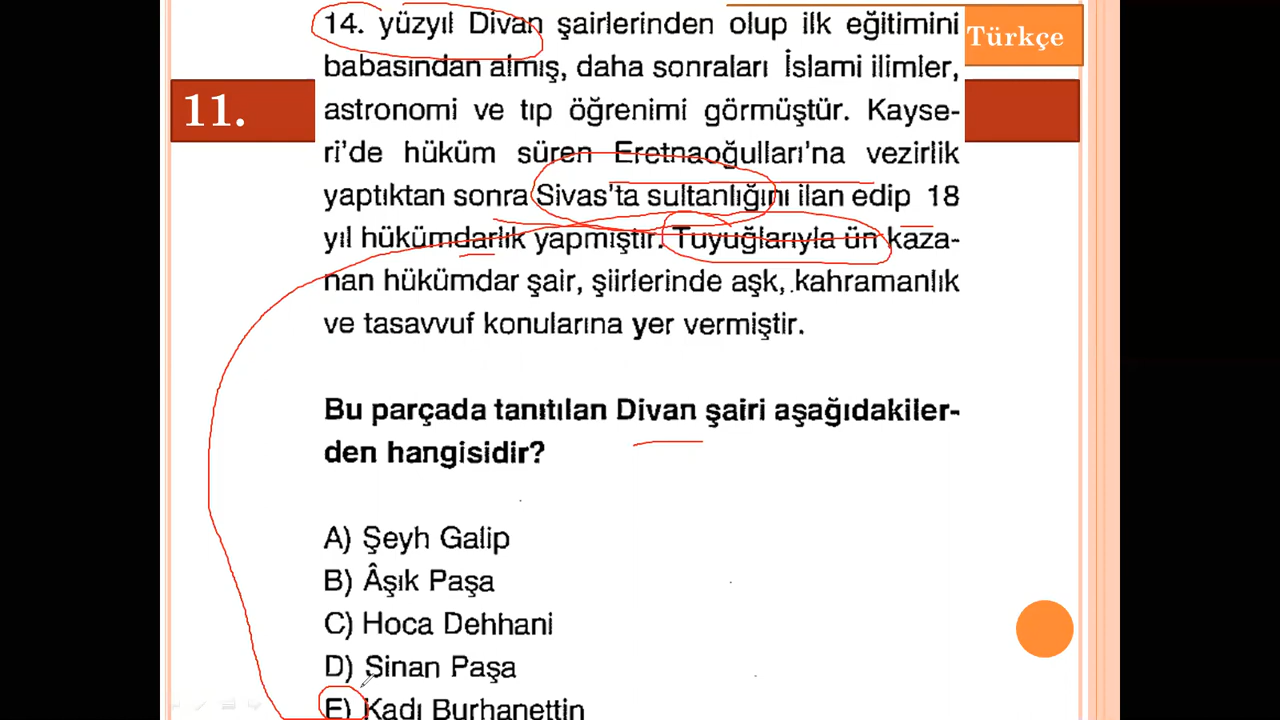 14. yüzyıl Divan şairlerinden olup ilk eğitimini
Türkçe
babasından almış, daha sonraları İslami ilimler,
11.
astronomi ve tıp öğrenimi görmüştür. Kayse-
ri'de hüküm süren Eretnaoğulları'na vezirlik
yaptıktan sonra Sivas'ta sultanlığını ilan edip 18
yıl hükümdarlık yapmıştır. Tuyuğlarıyla ün kaza-
nan hükümdar şair, şiirlerinde aşk, kahramanlık
ve tasavvuf konularına yer vermiştir.
Bu parçada tanıtılan Divan şairi aşağıdakiler-
den hangisidir?
A) Şeyh Galip
B) Âşık Paşa
C) Hoca Dehhani
D) Sinan Paşa
E) Kadı Burhanettin